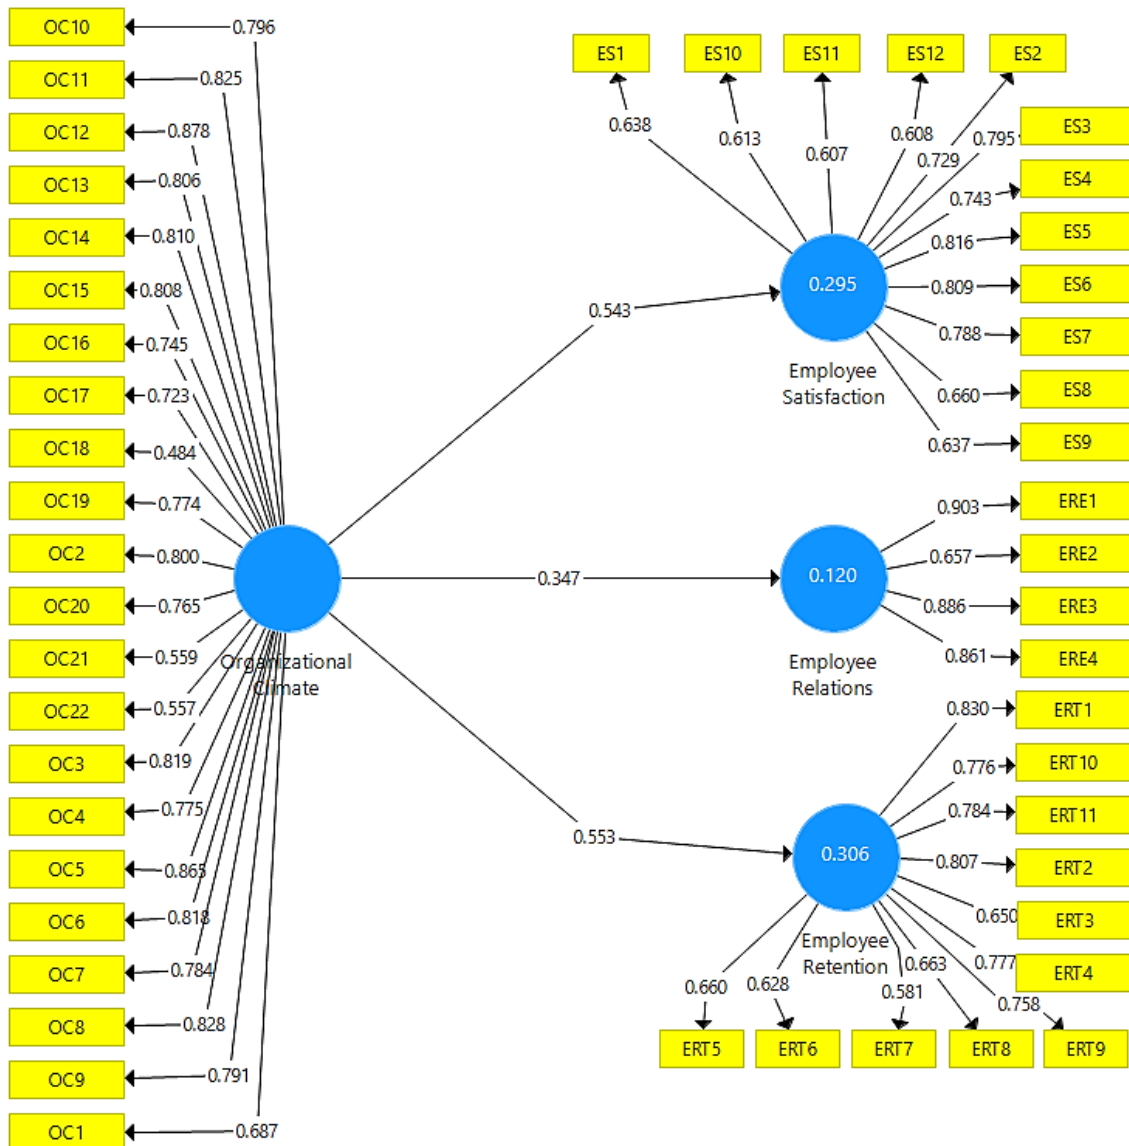 OC10
0.796
OC11
0.825
OC12
0.878
OC13
0.806
OC14
0.810
OC15
0.808
OC16
0.745
OC17
0.723
OC18
0.484
OC19
0.774
OC2
0.800
OC20
0.765
OC21
0.559
OC22
0.557
OC3
0.819
OC4
0.775
OC5
0.865
OC6
0.818
OC7
0.784
OC8
0.828
OC9
0.791
OC1
0.687
Organizational
Climate
0.543
0.347
0.553
ES1
ES10
ES11
ES12
ES2
0.638
0.613
0.607
0.608
0.729
0.795
ES3
0.743
ES4
0.816
ES5
0.809
ES6
0.788
ES7
0.660
ES8
0.637
ES9
0.295
Employee
Satisfaction
0.903
ERE1
0.657
ERE2
0.886
ERE3
0.861
ERE4
0.120
Employee
Relations
0.830
ERT1
0.776
ERT10
0.784
ERT11
0.807
ERT2
0.650
ERT3
0.777
ERT4
0.306
Employee
Retention
0.660
0.628
0.581
0.663
0.758
ERT5
ERT6
ERT7
ERT8
ERT9